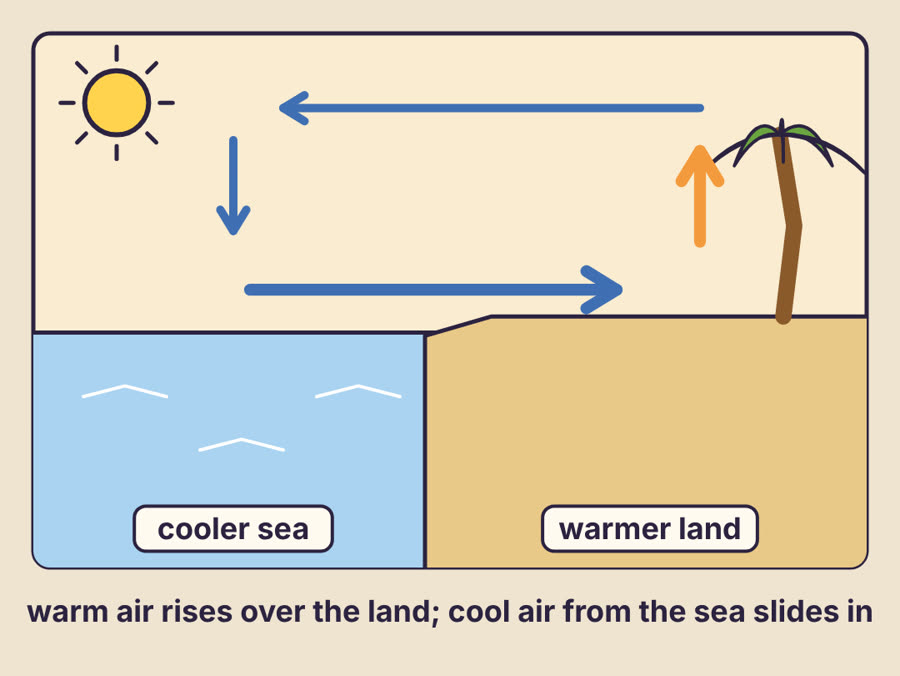 cooler sea
warmer land
warm air rises over the land; cool air from the sea slides in